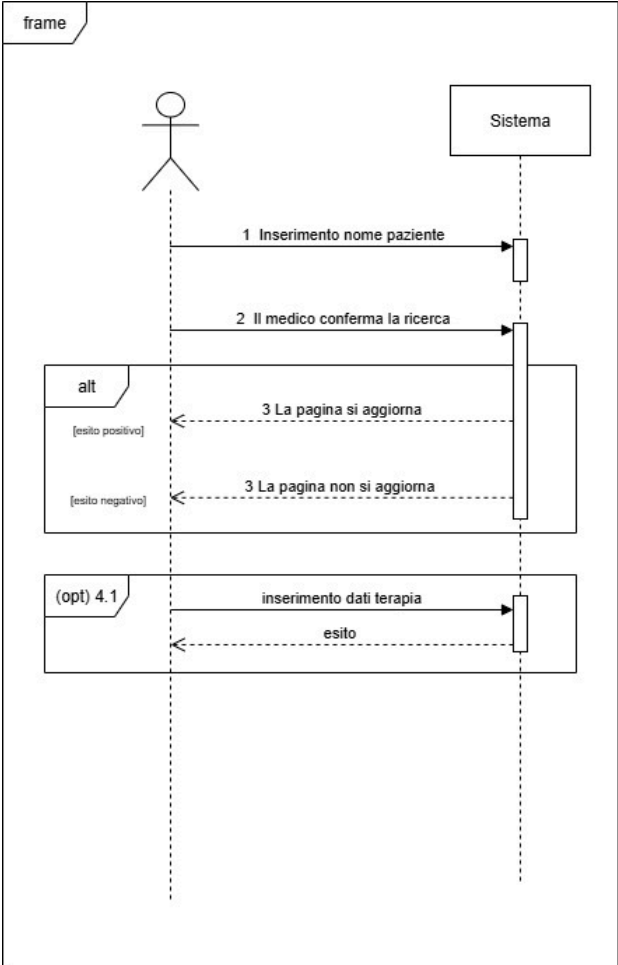 frame
Sistema
1 Inserimento nome paziente
2 Il medico conferma la ricerca
alt
3 La pagina si aggiorna
[esito positivo]
3 La pagina non si aggiorna
[esito negativo]
(opt) 4.1
inserimento dati terapia
esito